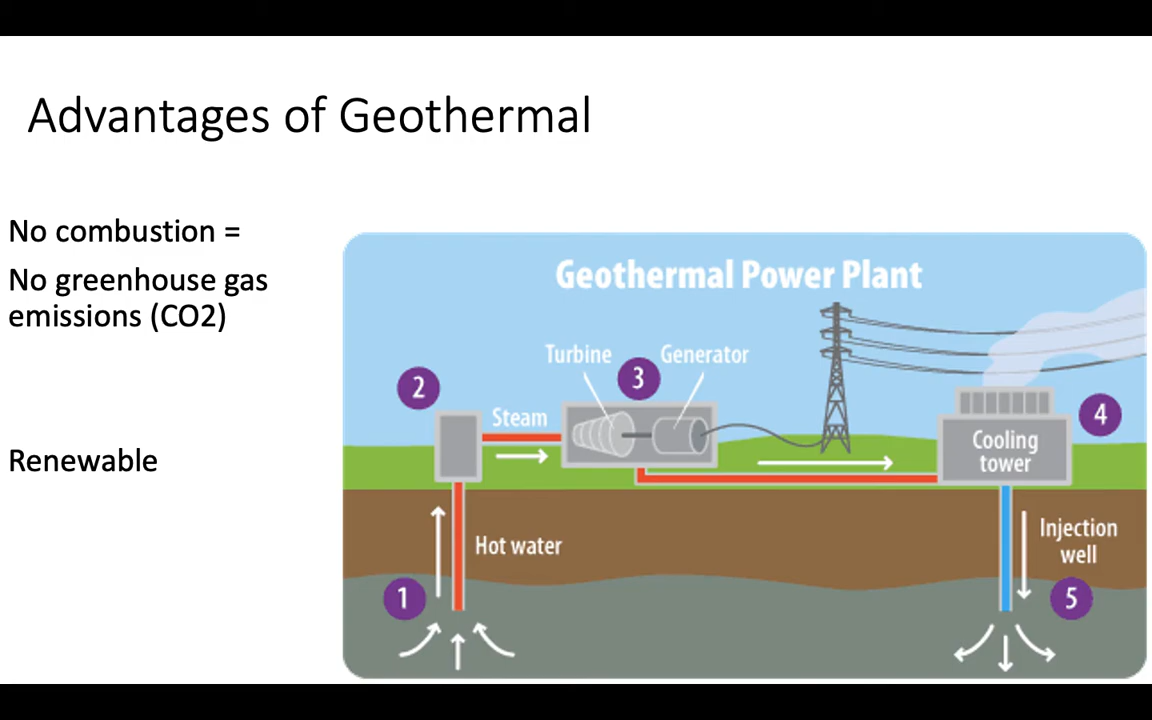 Advantages of Geothermal
No combustion =
No greenhouse gas
emissions (CO2)
Renewable
Geothermal Power Plant
Turbine
3
Generator
2
Steam
4
Cooling
tower
Hot water
Injection
well
1
5